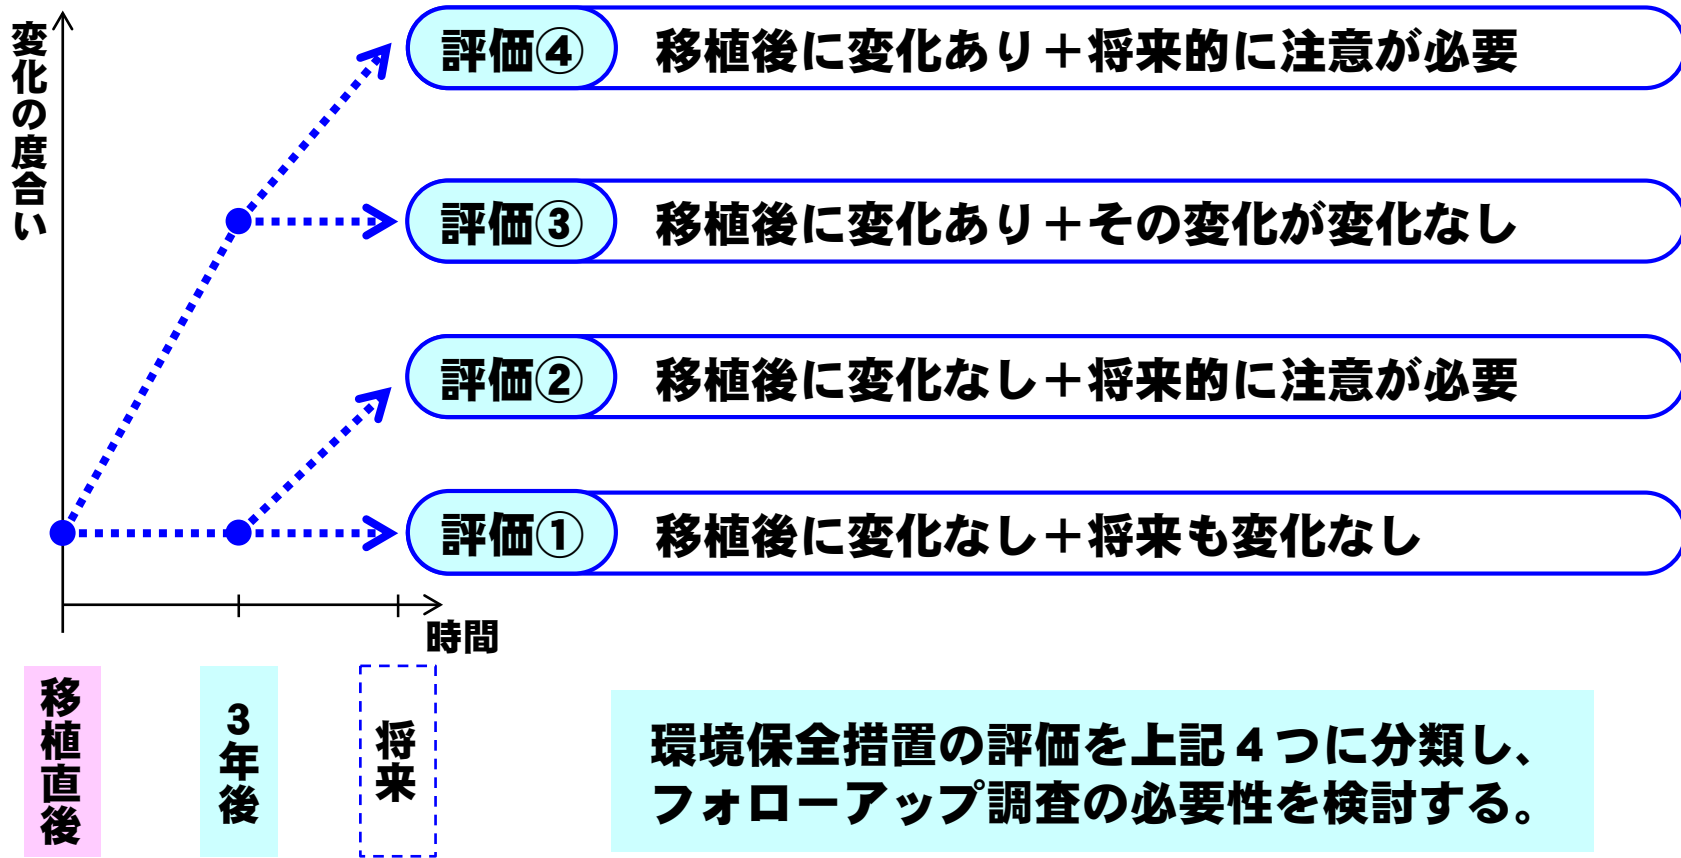 変化の度合い
評価④ 移植後に変化あり＋将来的に注意が必要
評価③ 移植後に変化あり＋その変化が変化なし
評価② 移植後に変化なし＋将来的に注意が必要
評価① 移植後に変化なし＋将来も変化なし
時間
移植直後
3年後
将来
環境保全措置の評価を上記4つに分類し、
フォローアップ調査の必要性を検討する。